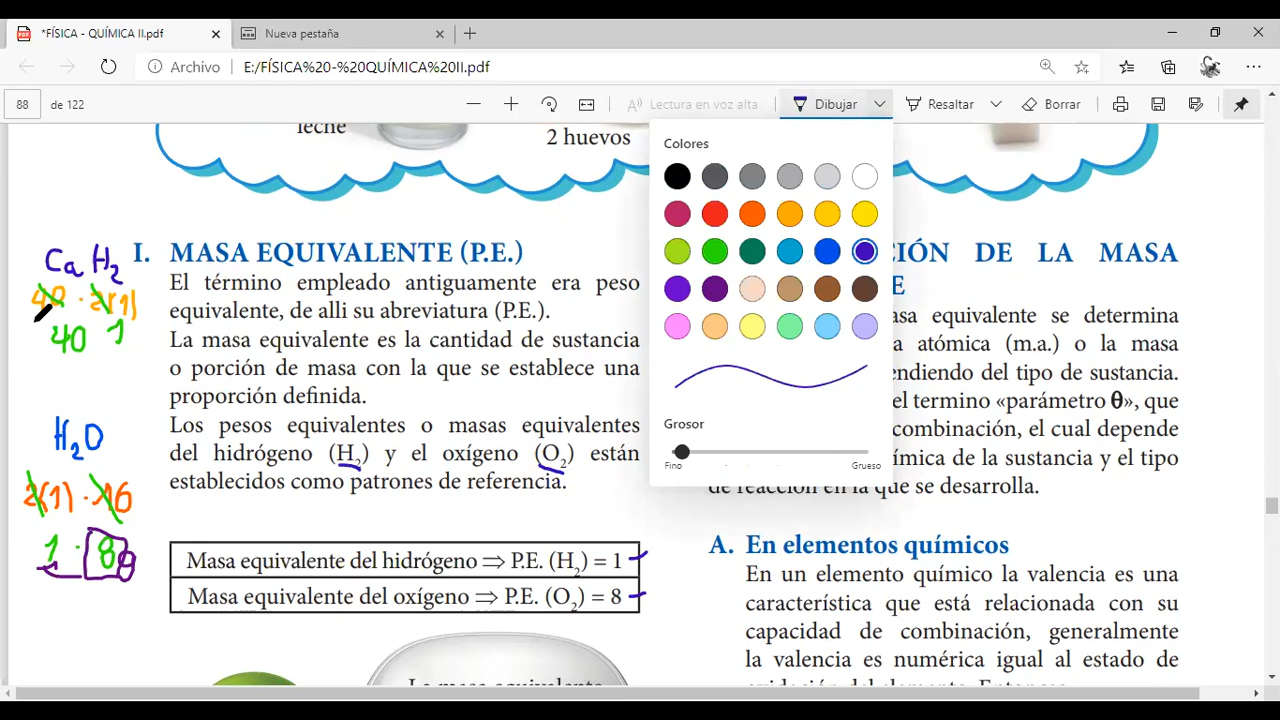 *FÍSICA - QUÍMICA II.pdf
Nueva pestaña
Archivo E:/FÍSICA%20-%20QUÍMICA%20II.pdf
88 de 122
Lectura en voz alta
Dibujar
Resaltar
Borrar
leche
2 huevos
Colores
Grosor
Fino
Grueso
Ca H2
40 · 2(1)
40 1
H2O
2(1) · 16
1 · 8
I. MASA EQUIVALENTE (P.E.)
El término empleado antiguamente era peso
equivalente, de alli su abreviatura (P.E.).
La masa equivalente es la cantidad de sustancia
o porción de masa con la que se establece una
proporción definida.
Los pesos equivalentes o masas equivalentes
del hidrógeno (H2) y el oxígeno (O2) están
establecidos como patrones de referencia.
Masa equivalente del hidrógeno ⇒ P.E. (H2) = 1
Masa equivalente del oxígeno ⇒ P.E. (O2) = 8
La masa equivalente
CIÓN DE LA MASA
E
asa equivalente se determina
a atómica (m.a.) o la masa
endiendo del tipo de sustancia.
el termino «parámetro θ», que
combinación, el cual depende
ímica de la sustancia y el tipo
de reacción en la que se desarrolla.
A. En elementos químicos
En un elemento químico la valencia es una
característica que está relacionada con su
capacidad de combinación, generalmente
la valencia es numérica igual al estado de
oxidación del elemento. Entonces